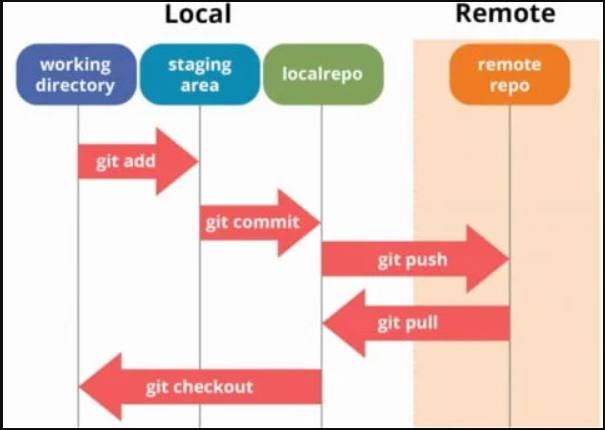 Local
Remote
working
directory
staging
area
localrepo
remote
repo
git add
git commit
git push
git pull
git checkout